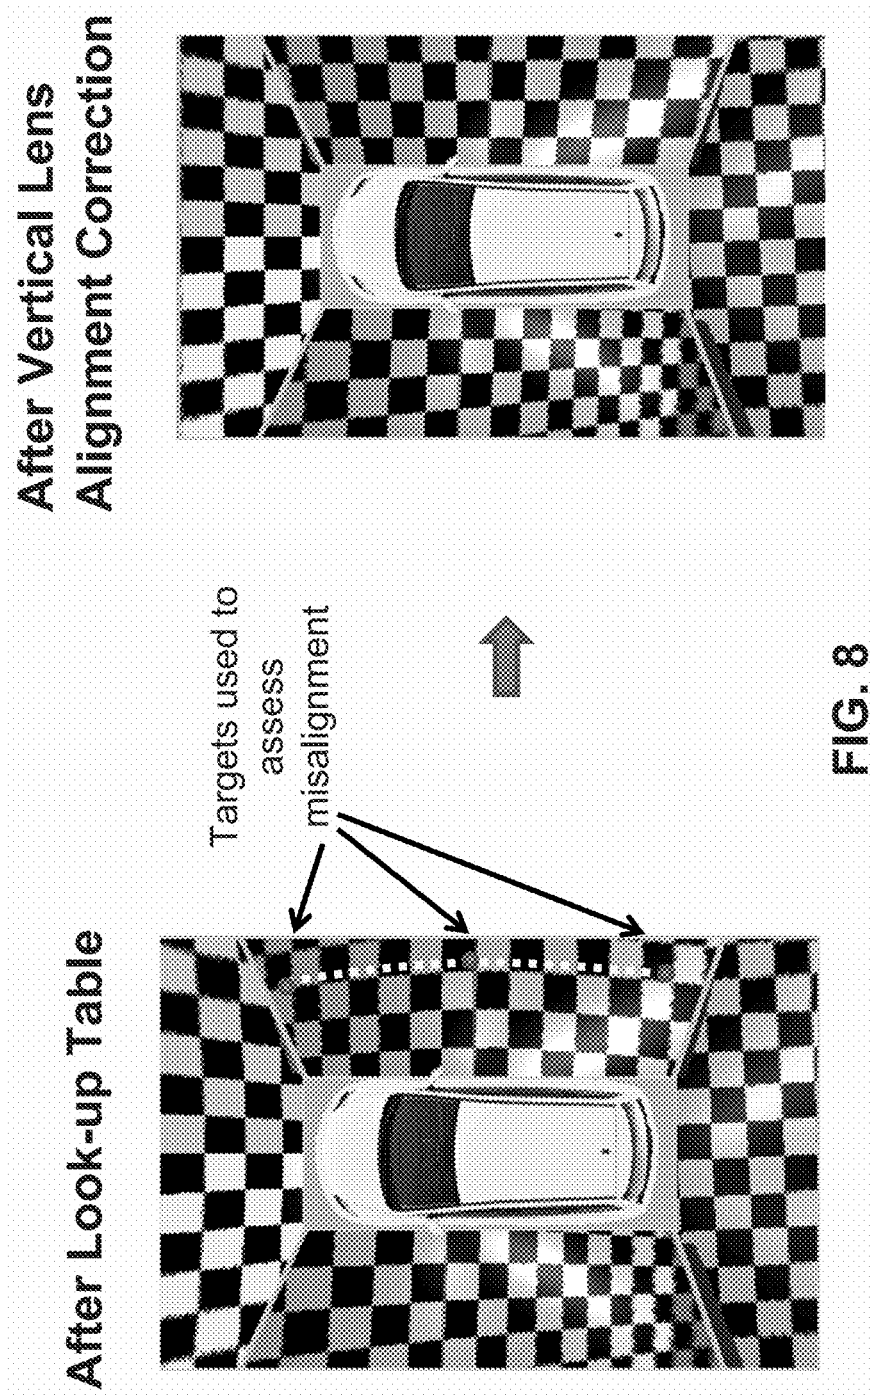 After Look-up Table
Targets used to
assess
misalignment
After Vertical Lens
Alignment Correction
FIG. 8